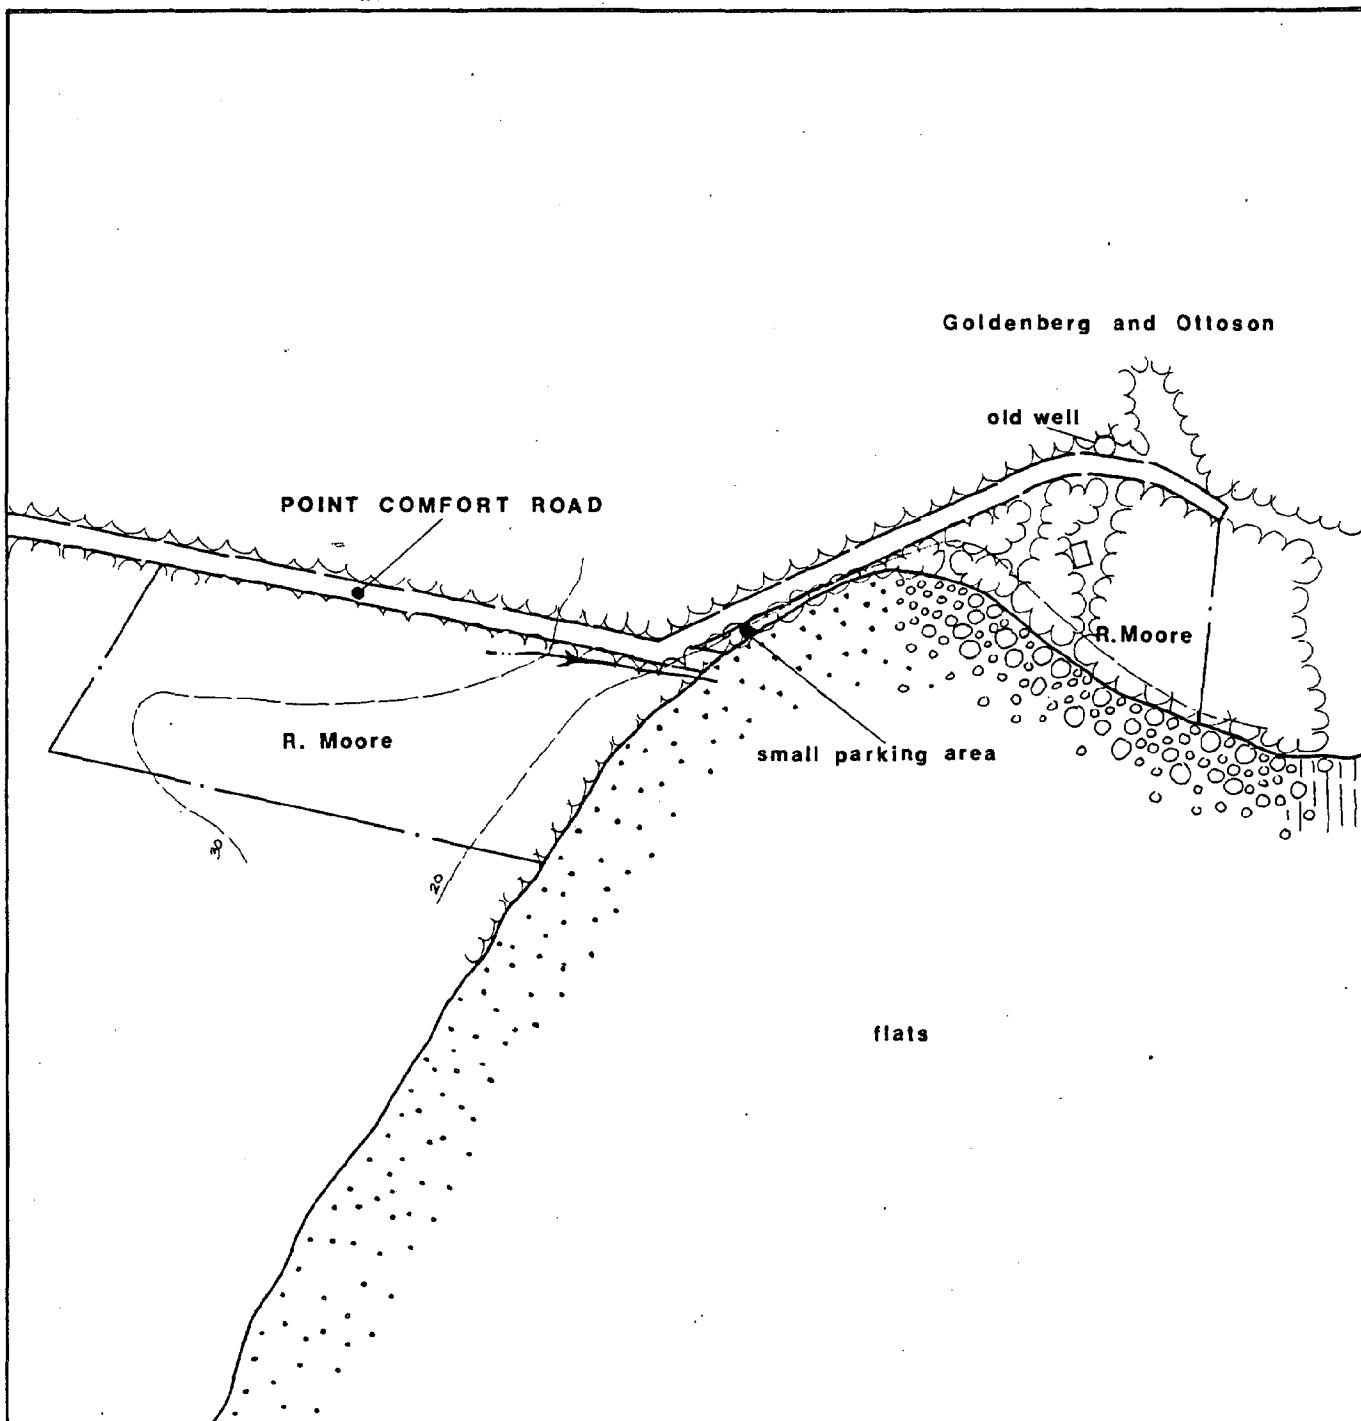 Goldenberg and Ottoson
old well
POINT COMFORT ROAD
R. Moore
R. Moore
small parking area
30
20
flats